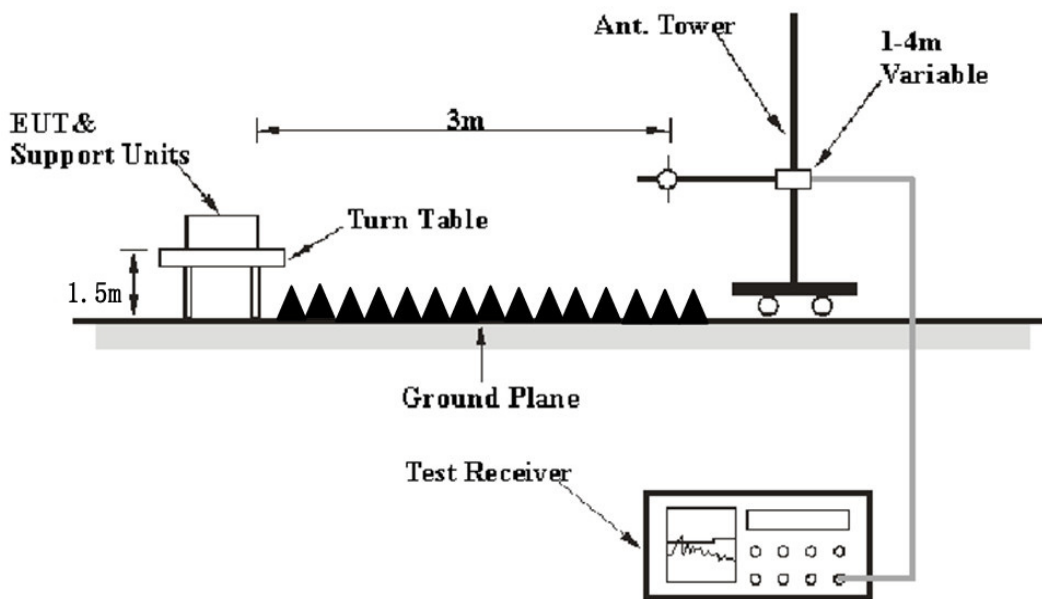 Ant. Tower
1-4m
Variable
EUT&
Support Units
3m
Turn Table
1.5m
Ground Plane
Test Receiver